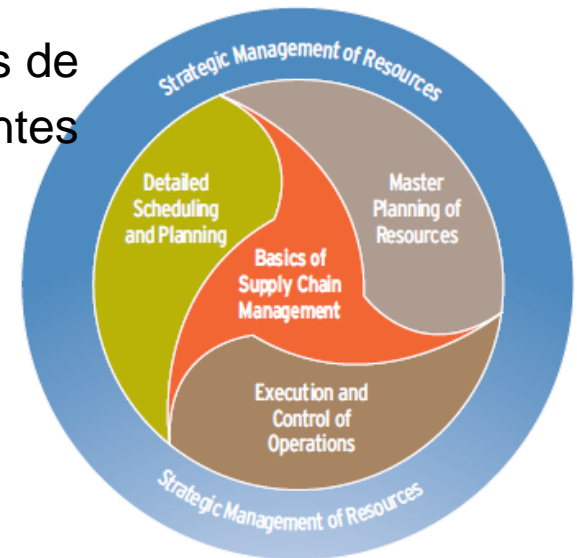 s de
ntes
Strategic Management of Resources
Detailed
Scheduling
and Planning
Master
Planning of
Resources
Basics of
Supply Chain
Management
Execution and
Control of
Operations
Strategic Management of Resources